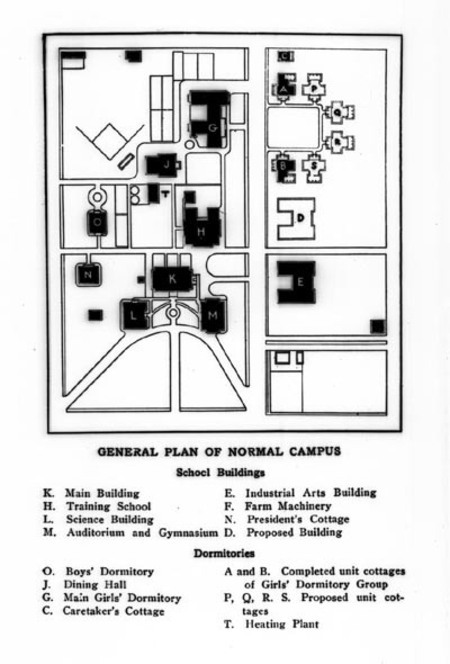 C
A
P
Q
G
R
J
B
S
T
O
D
H
N
K
E
L
M
GENERAL PLAN OF NORMAL CAMPUS
School Buildings
K. Main Building
H. Training School
L. Science Building
M. Auditorium and Gymnasium
E. Industrial Arts Building
F. Farm Machinery
N. President's Cottage
D. Proposed Building
Dormitories
O. Boys' Dormitory
J. Dining Hall
G. Main Girls' Dormitory
C. Caretaker's Cottage
A and B. Completed unit cottages
of Girls' Dormitory Group
P, Q, R. S. Proposed unit cot-
tages
T. Heating Plant